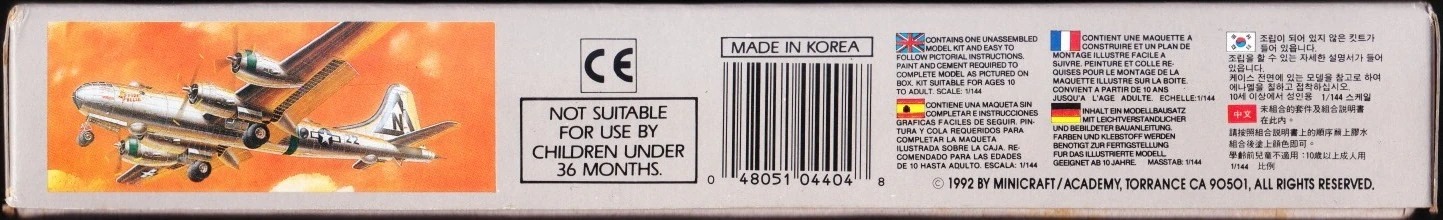 N
22
CE
NOT SUITABLE
FOR USE BY
CHILDREN UNDER
36 MONTHS.
MADE IN KOREA
0 48051 04404 8
CONTAINS ONE UNASSEMBLED
MODEL KIT AND EASY TO
FOLLOW PICTORIAL INSTRUCTIONS.
PAINT AND CEMENT REQUIRED TO
COMPLETE MODEL AS PICTURED ON
BOX. KIT SUITABLE FOR AGES 10
TO ADULT. SCALE: 1/144
CONTIENE UNA MAQUETA SIN
COMPLETAR E INSTRUCCIONES
GRAFICAS FACILES DE SEGUIR. PIN-
TURA Y COLA REQUERIDOS PARA
COMPLETAR LA MAQUETA
ILUSTRADA SOBRE LA CAJA. RE-
COMENDADO PARA LAS EDADES
DE 10 HASTA ADULTO. ESCALA: 1/144
CONTIENT UNE MAQUETTE A
CONSTRUIRE ET UN PLAN DE
MONTAGE ILLUSTRE FACILE A
SUIVRE. PEINTURE ET COLLE RE-
QUISES POUR LE MONTAGE DE LA
MAQUETTE ILLUSTRE SUR LA BOITE.
CONVIENT A PARTIR DE 10 ANS
JUSQU'A L'AGE ADULTE. ECHELLE:1/144
INHALT EIN MODELLBAUSATZ
MIT LEICHTVERSTANDLICHER
UND BEBILDETER BAUANLEITUNG.
FARBEN UND KLEBSTOFF WERDEN
BENOTIGT ZUR FERTIGSTELLUNG
FUR DAS ILLUSTRIERTE MODELL.
GEEIGNET AB 10 JAHRE. MASSTAB: 1/144
조립이 되어 있지 않은 킷트가
들어 있읍니다.
조립을 할 수 있는 자세한 설명서가 들어
있읍니다.
케이스 전면에 있는 모델을 참고로 하여
에나멜을 칠하고 접착하십시오.
10세 이상에서 성인용 1/144 스케일
中文 未組合的套件及組合説明書
在此內。
請按照組合説明書上的順序塗上膠水
組合後塗上顔色即可。
學齡前兒童不適用:10歲以上成人用
1/144 比例
© 1992 BY MINICRAFT/ACADEMY, TORRANCE CA 90501, ALL RIGHTS RESERVED.